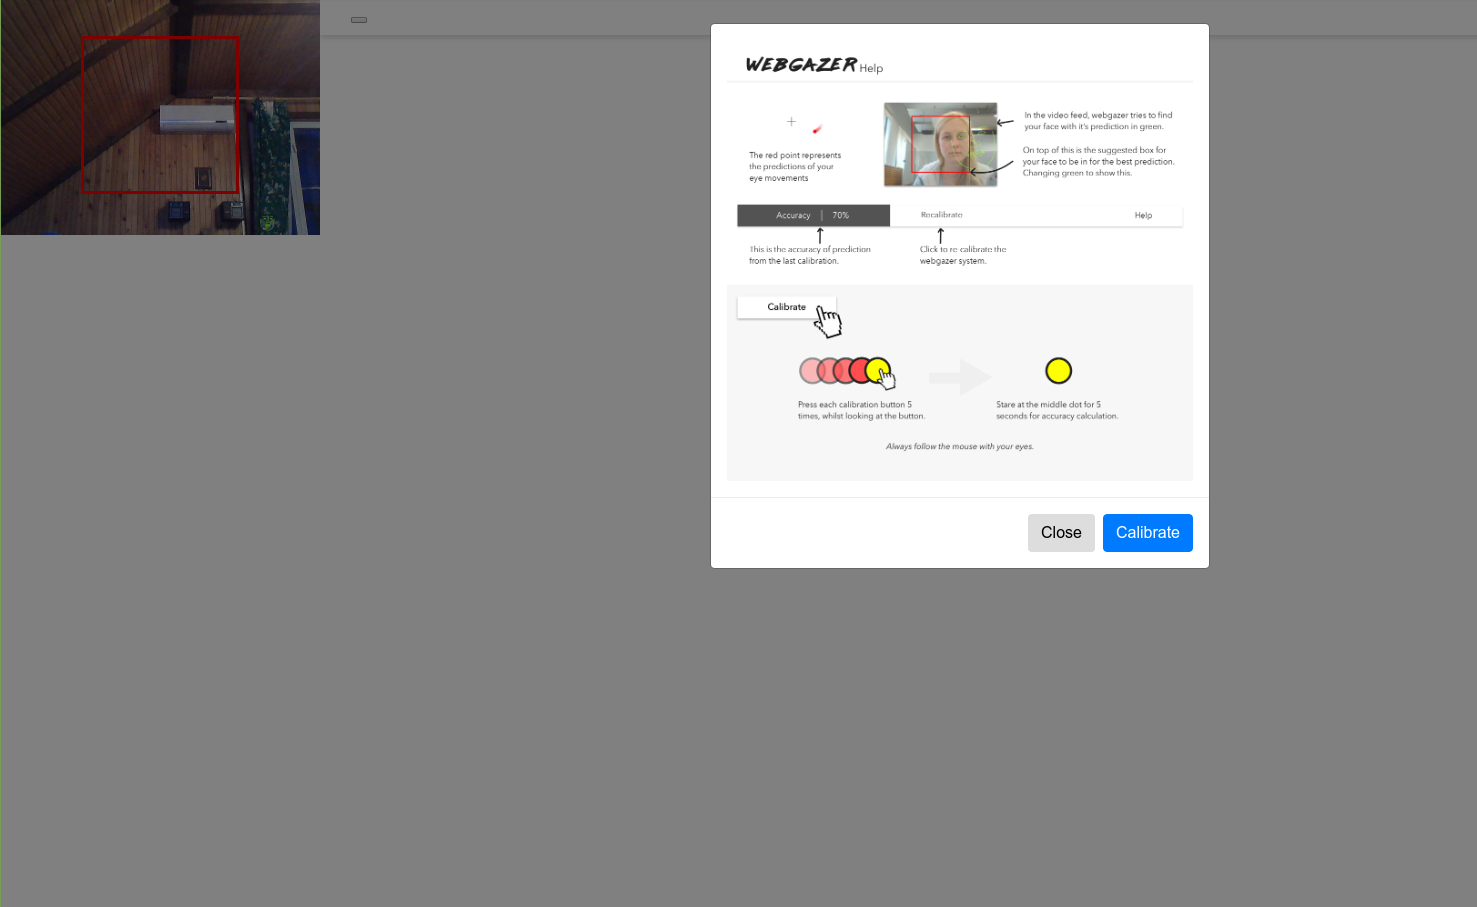 WEBGAZER Help
In the video feed, webgazer tries to find
your face with it's prediction in green.
On top of this is the suggested box for
your face to be in for the best prediction.
Changing green to show this.
The red point represents
the predictions of your
eye movements
Accuracy | 70% Recalibrate Help
This is the accuracy of prediction
from the last calibration.
Click to re-calibrate the
webgazer system.
Calibrate
Press each calibration button 5
times, whilst looking at the button.
Stare at the middle dot for 5
seconds for accuracy calculation.
Always follow the mouse with your eyes.
Close Calibrate